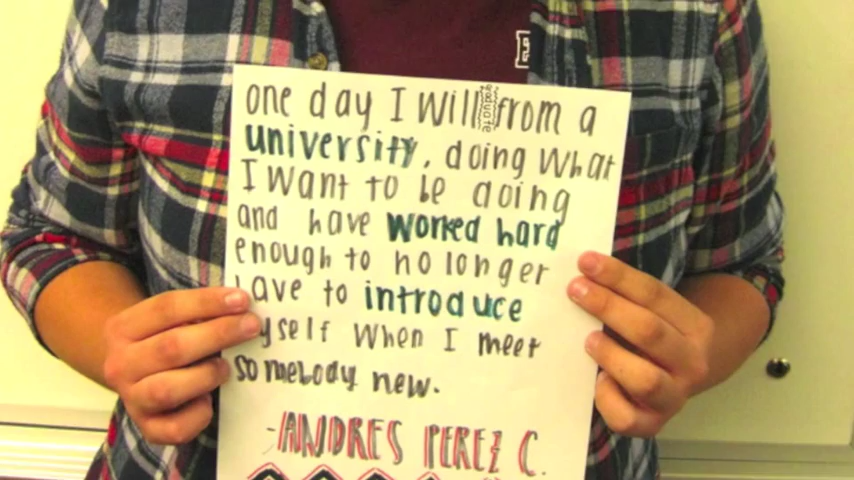 one day I will graduate from a
university, doing what
I want to be doing
and have worked hard
enough to no longer
have to introduce
myself when I meet
somebody new.
-ANDRES PEREZ C.